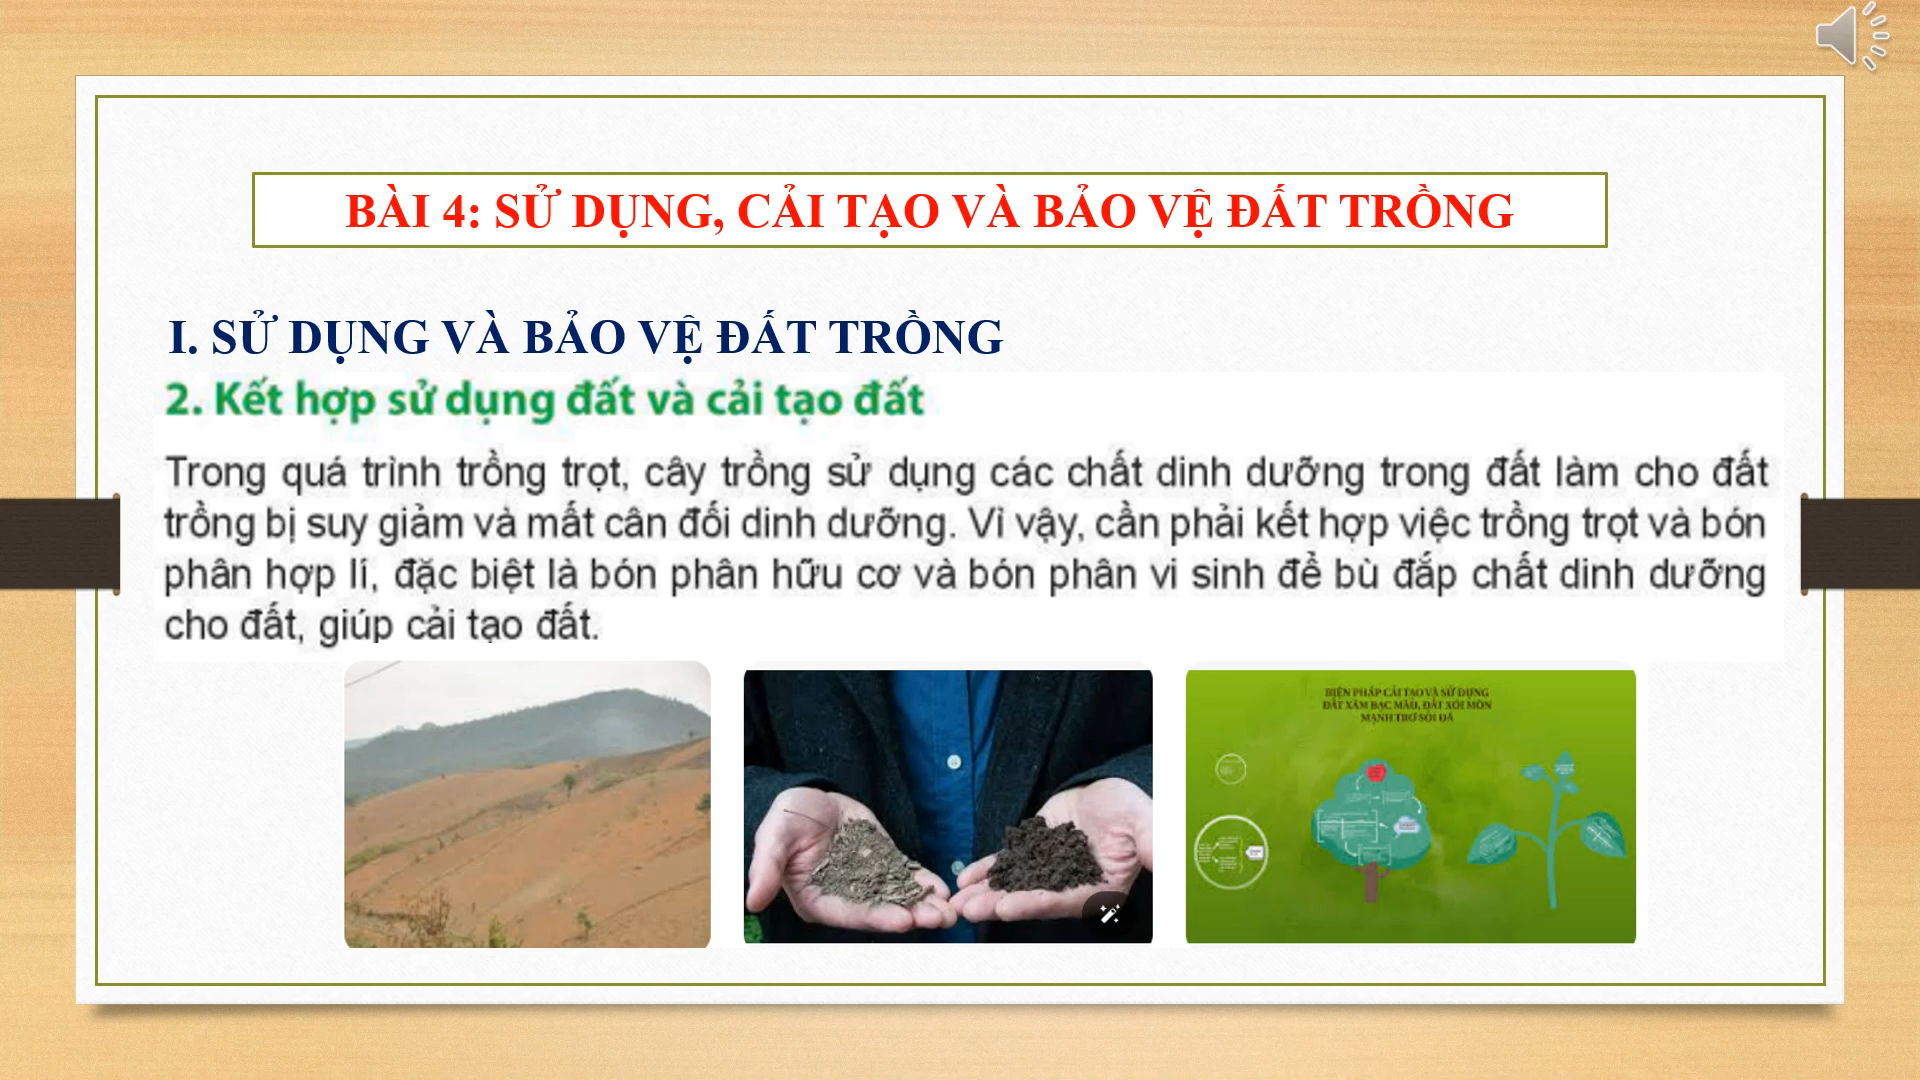 BÀI 4: SỬ DỤNG, CẢI TẠO VÀ BẢO VỆ ĐẤT TRỒNG
I. SỬ DỤNG VÀ BẢO VỆ ĐẤT TRỒNG
2. Kết hợp sử dụng đất và cải tạo đất
Trong quá trình trồng trọt, cây trồng sử dụng các chất dinh dưỡng trong đất làm cho đất
trồng bị suy giảm và mất cân đối dinh dưỡng. Vì vậy, cần phải kết hợp việc trồng trọt và bón
phân hợp lí, đặc biệt là bón phân hữu cơ và bón phân vi sinh để bù đắp chất dinh dưỡng
cho đất, giúp cải tạo đất.
BIỆN PHÁP CẢI TẠO VÀ SỬ DỤNG
ĐẤT XÁM BẠC MÀU, ĐẤT XÓI MÒN
MẠNH TRƠ SỎI ĐÁ